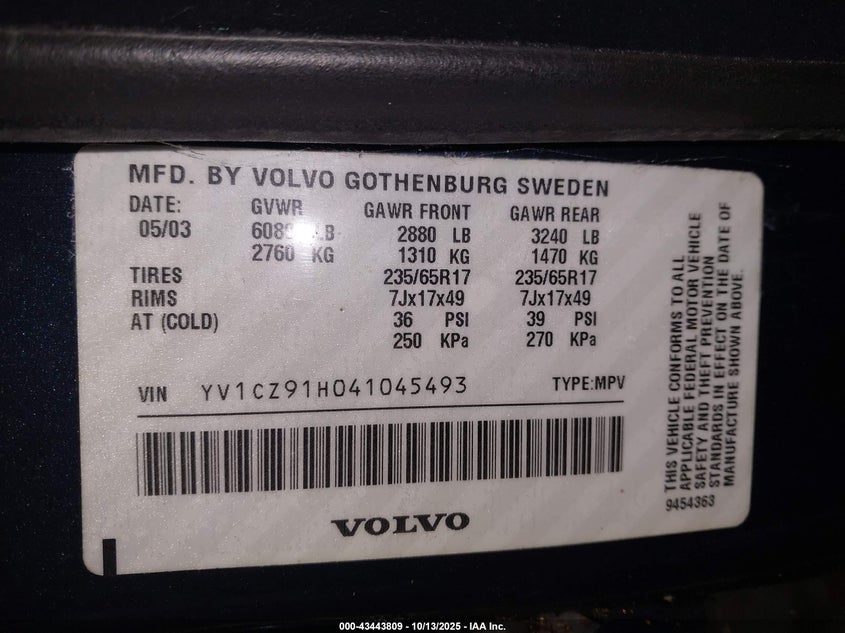 MFD. BY VOLVO GOTHENBURG SWEDEN
DATE: GVWR GAWR FRONT GAWR REAR
05/03 LB 2880 LB 3240 LB
2760 KG 1310 KG 1470 KG
TIRES 235/65R17 235/65R17
RIMS 7Jx17x49 7Jx17x49
AT (COLD) 36 PSI 39 PSI
250 KPa 270 KPa
VIN YV1CZ91H041045493 TYPE:MPV
VOLVO
THIS VEHICLE CONFORMS TO ALL
APPLICABLE FEDERAL MOTOR VEHICLE
SAFETY AND THEFT PREVENTION
STANDARDS IN EFFECT ON THE DATE OF
MANUFACTURE SHOWN ABOVE.
9454363
000-43443809 - 10/13/2025 - IAA Inc.